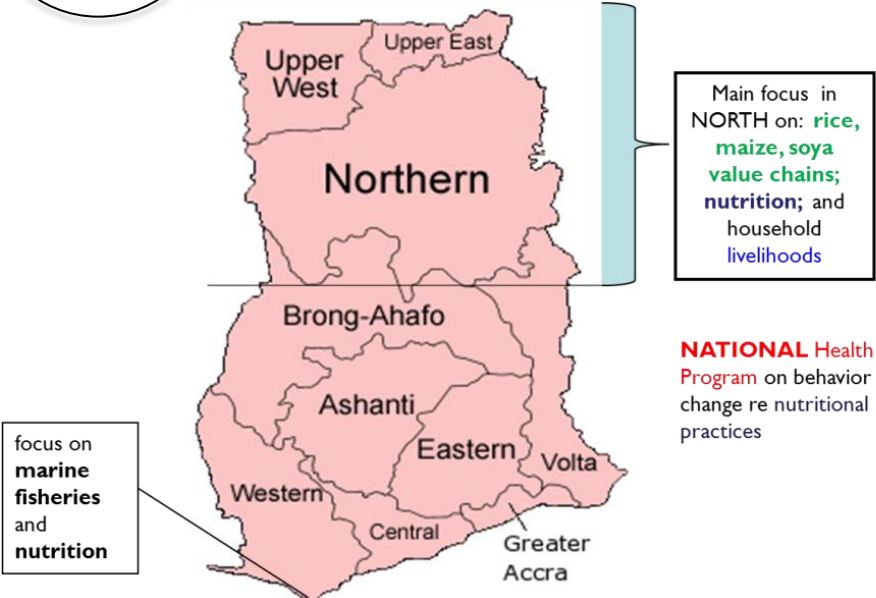 Upper East
Upper
West
Northern
Main focus in
NORTH on: rice,
maize, soya
value chains;
nutrition; and
household
livelihoods
Brong-Ahafo
NATIONAL Health
Program on behavior
change re nutritional
practices
Ashanti
focus on
marine
fisheries
and
nutrition
Eastern
Volta
Western
Central
Greater
Accra